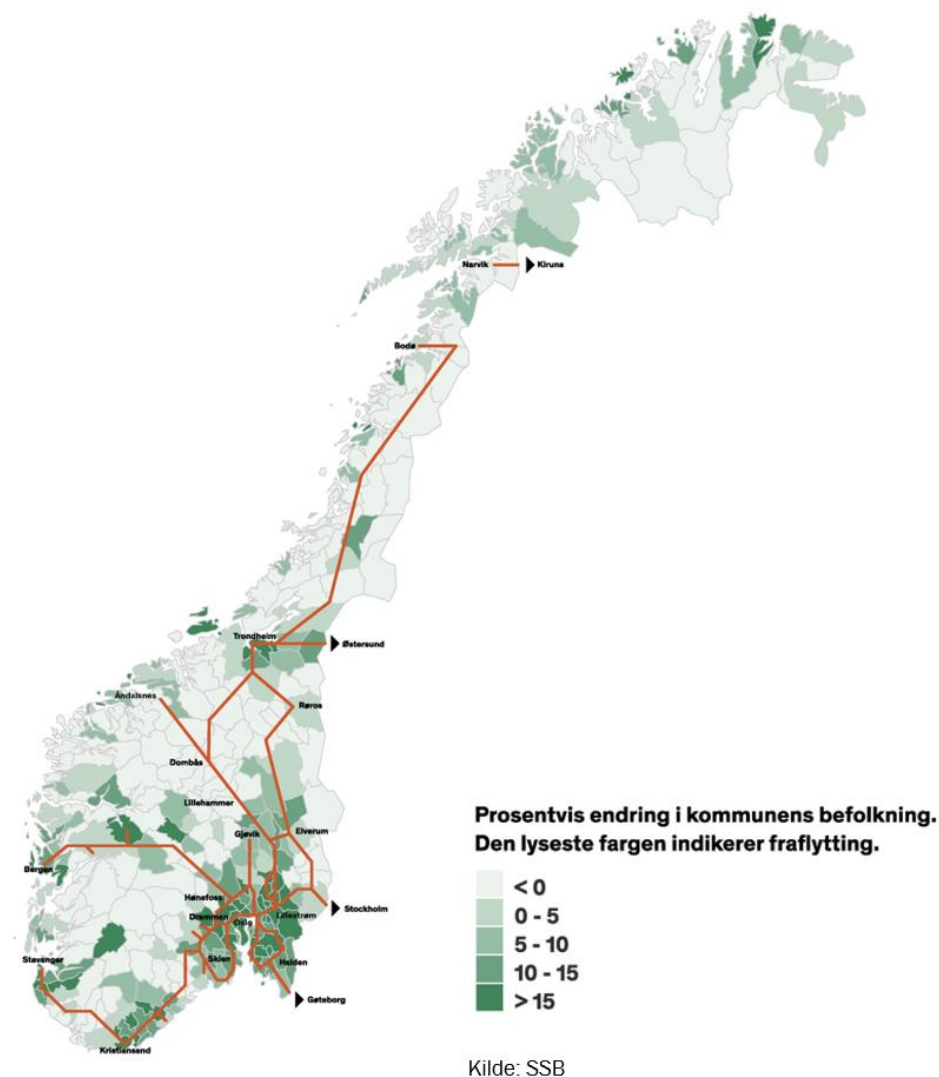 Narvik
Kiruna
Bodø
Trondheim
Østersund
Åndalsnes
Røros
Dombås
Lillehammer
Gjøvik
Elverum
Bergen
Hønefoss
Drammen
Oslo
Lillestrøm
Stockholm
Stavanger
Skien
Halden
Gøteborg
Kristiansand
Prosentvis endring i kommunens befolkning.
Den lyseste fargen indikerer fraflytting.
< 0
0 - 5
5 - 10
10 - 15
> 15
Kilde: SSB